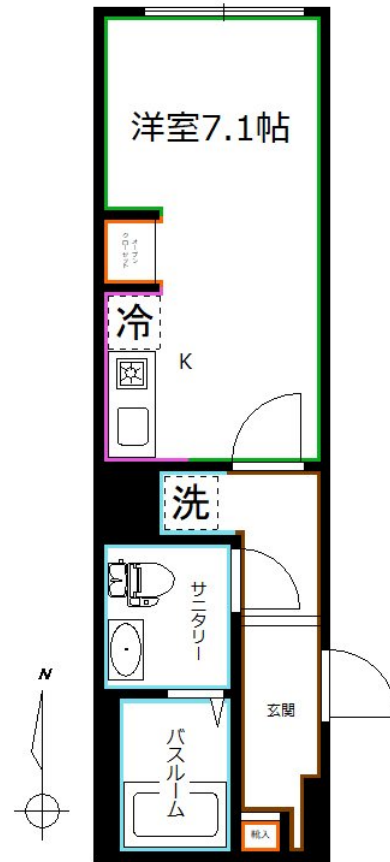 洋室7.1帖
オープン
クローゼット
冷
K
洗
サニタリー
玄関
バスルーム
靴入
N